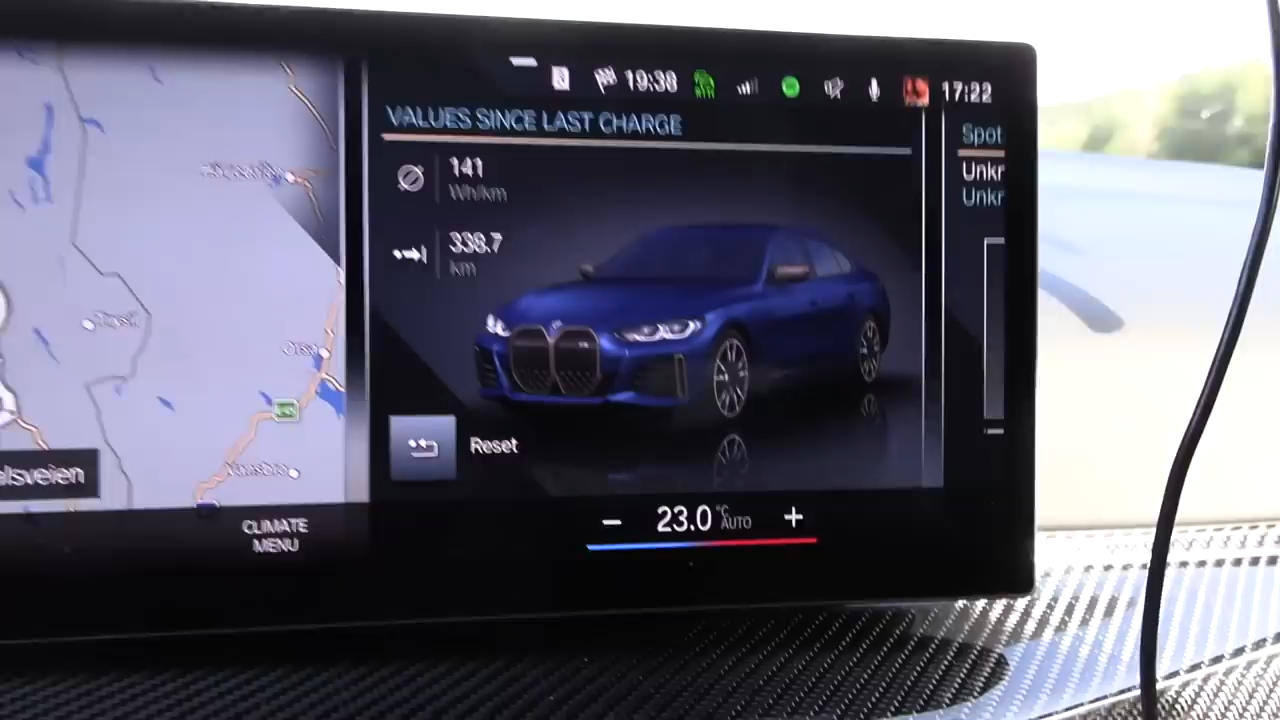 19:38
17:22
VALUES SINCE LAST CHARGE
141
Wh/km
338.7
km
Reset
Spot
Unkr
Unkr
elsveien
CLIMATE
MENU
− 23.0 °C AUTO +